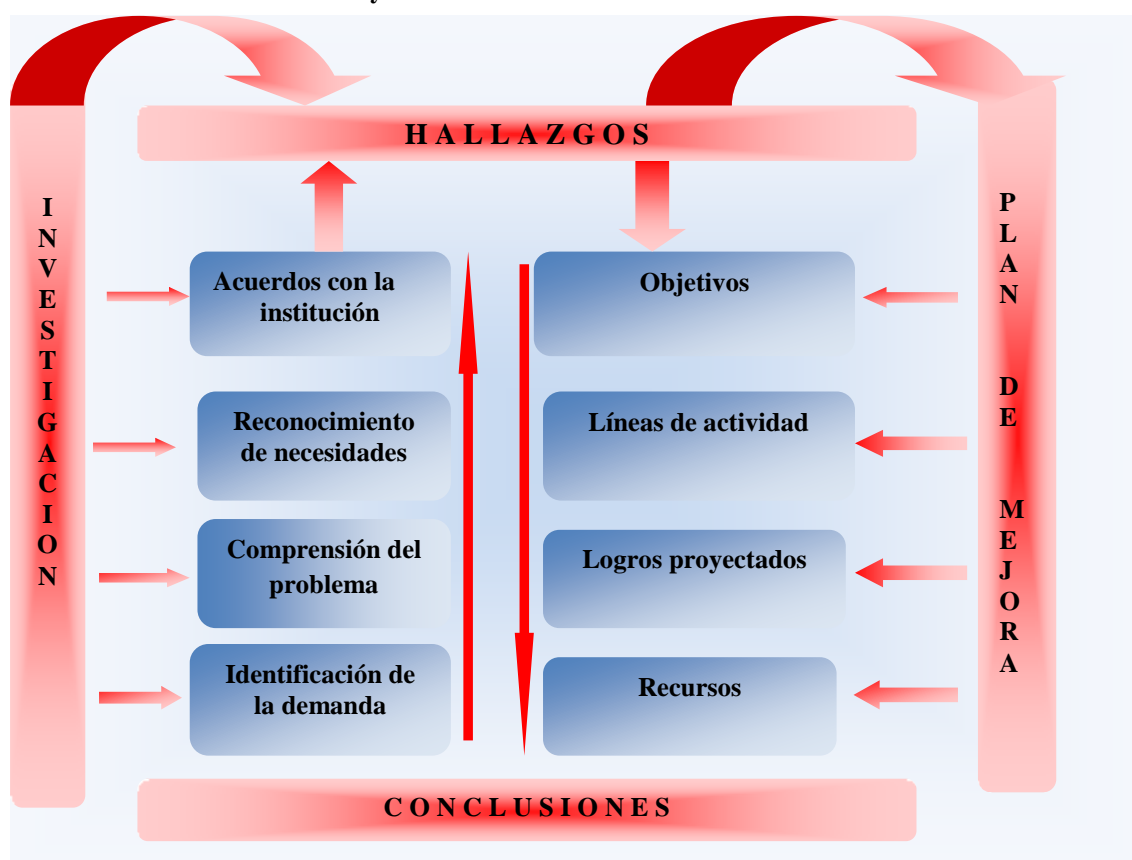 y
HALLAZGOS
INVESTIGACION
Acuerdos con la
institución
Reconocimiento
de necesidades
Comprensión del
problema
Identificación de
la demanda
Objetivos
Líneas de actividad
Logros proyectados
Recursos
PLAN DE MEJORA
CONCLUSIONES